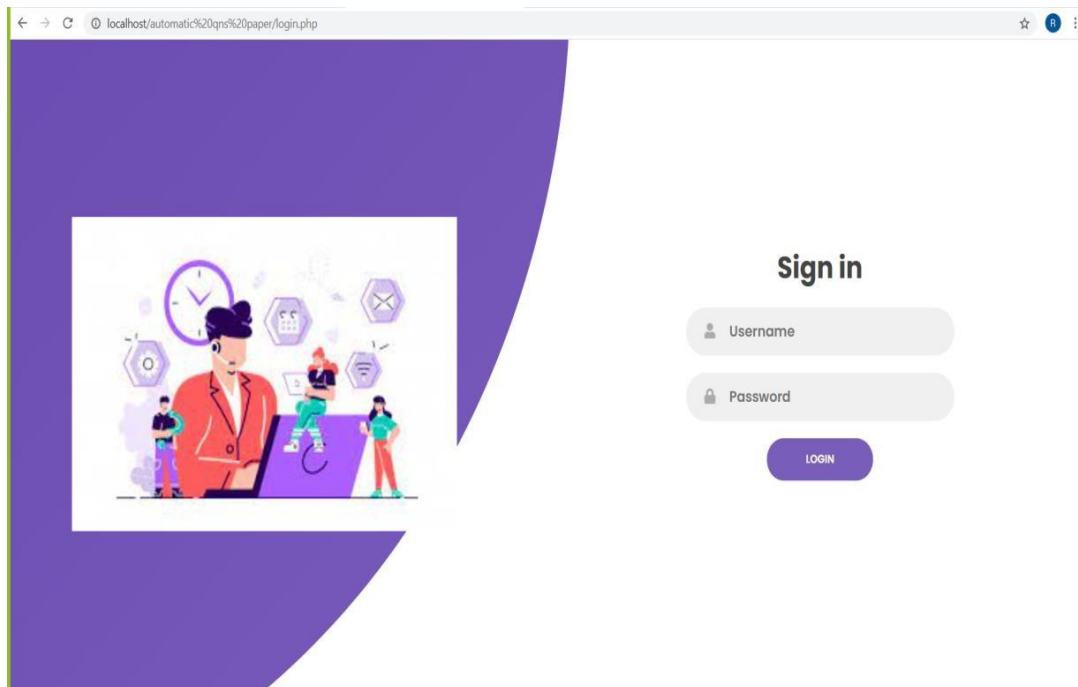 localhost/automatic%20qns%20paper/login.php
R
Sign in
Username
Password
LOGIN